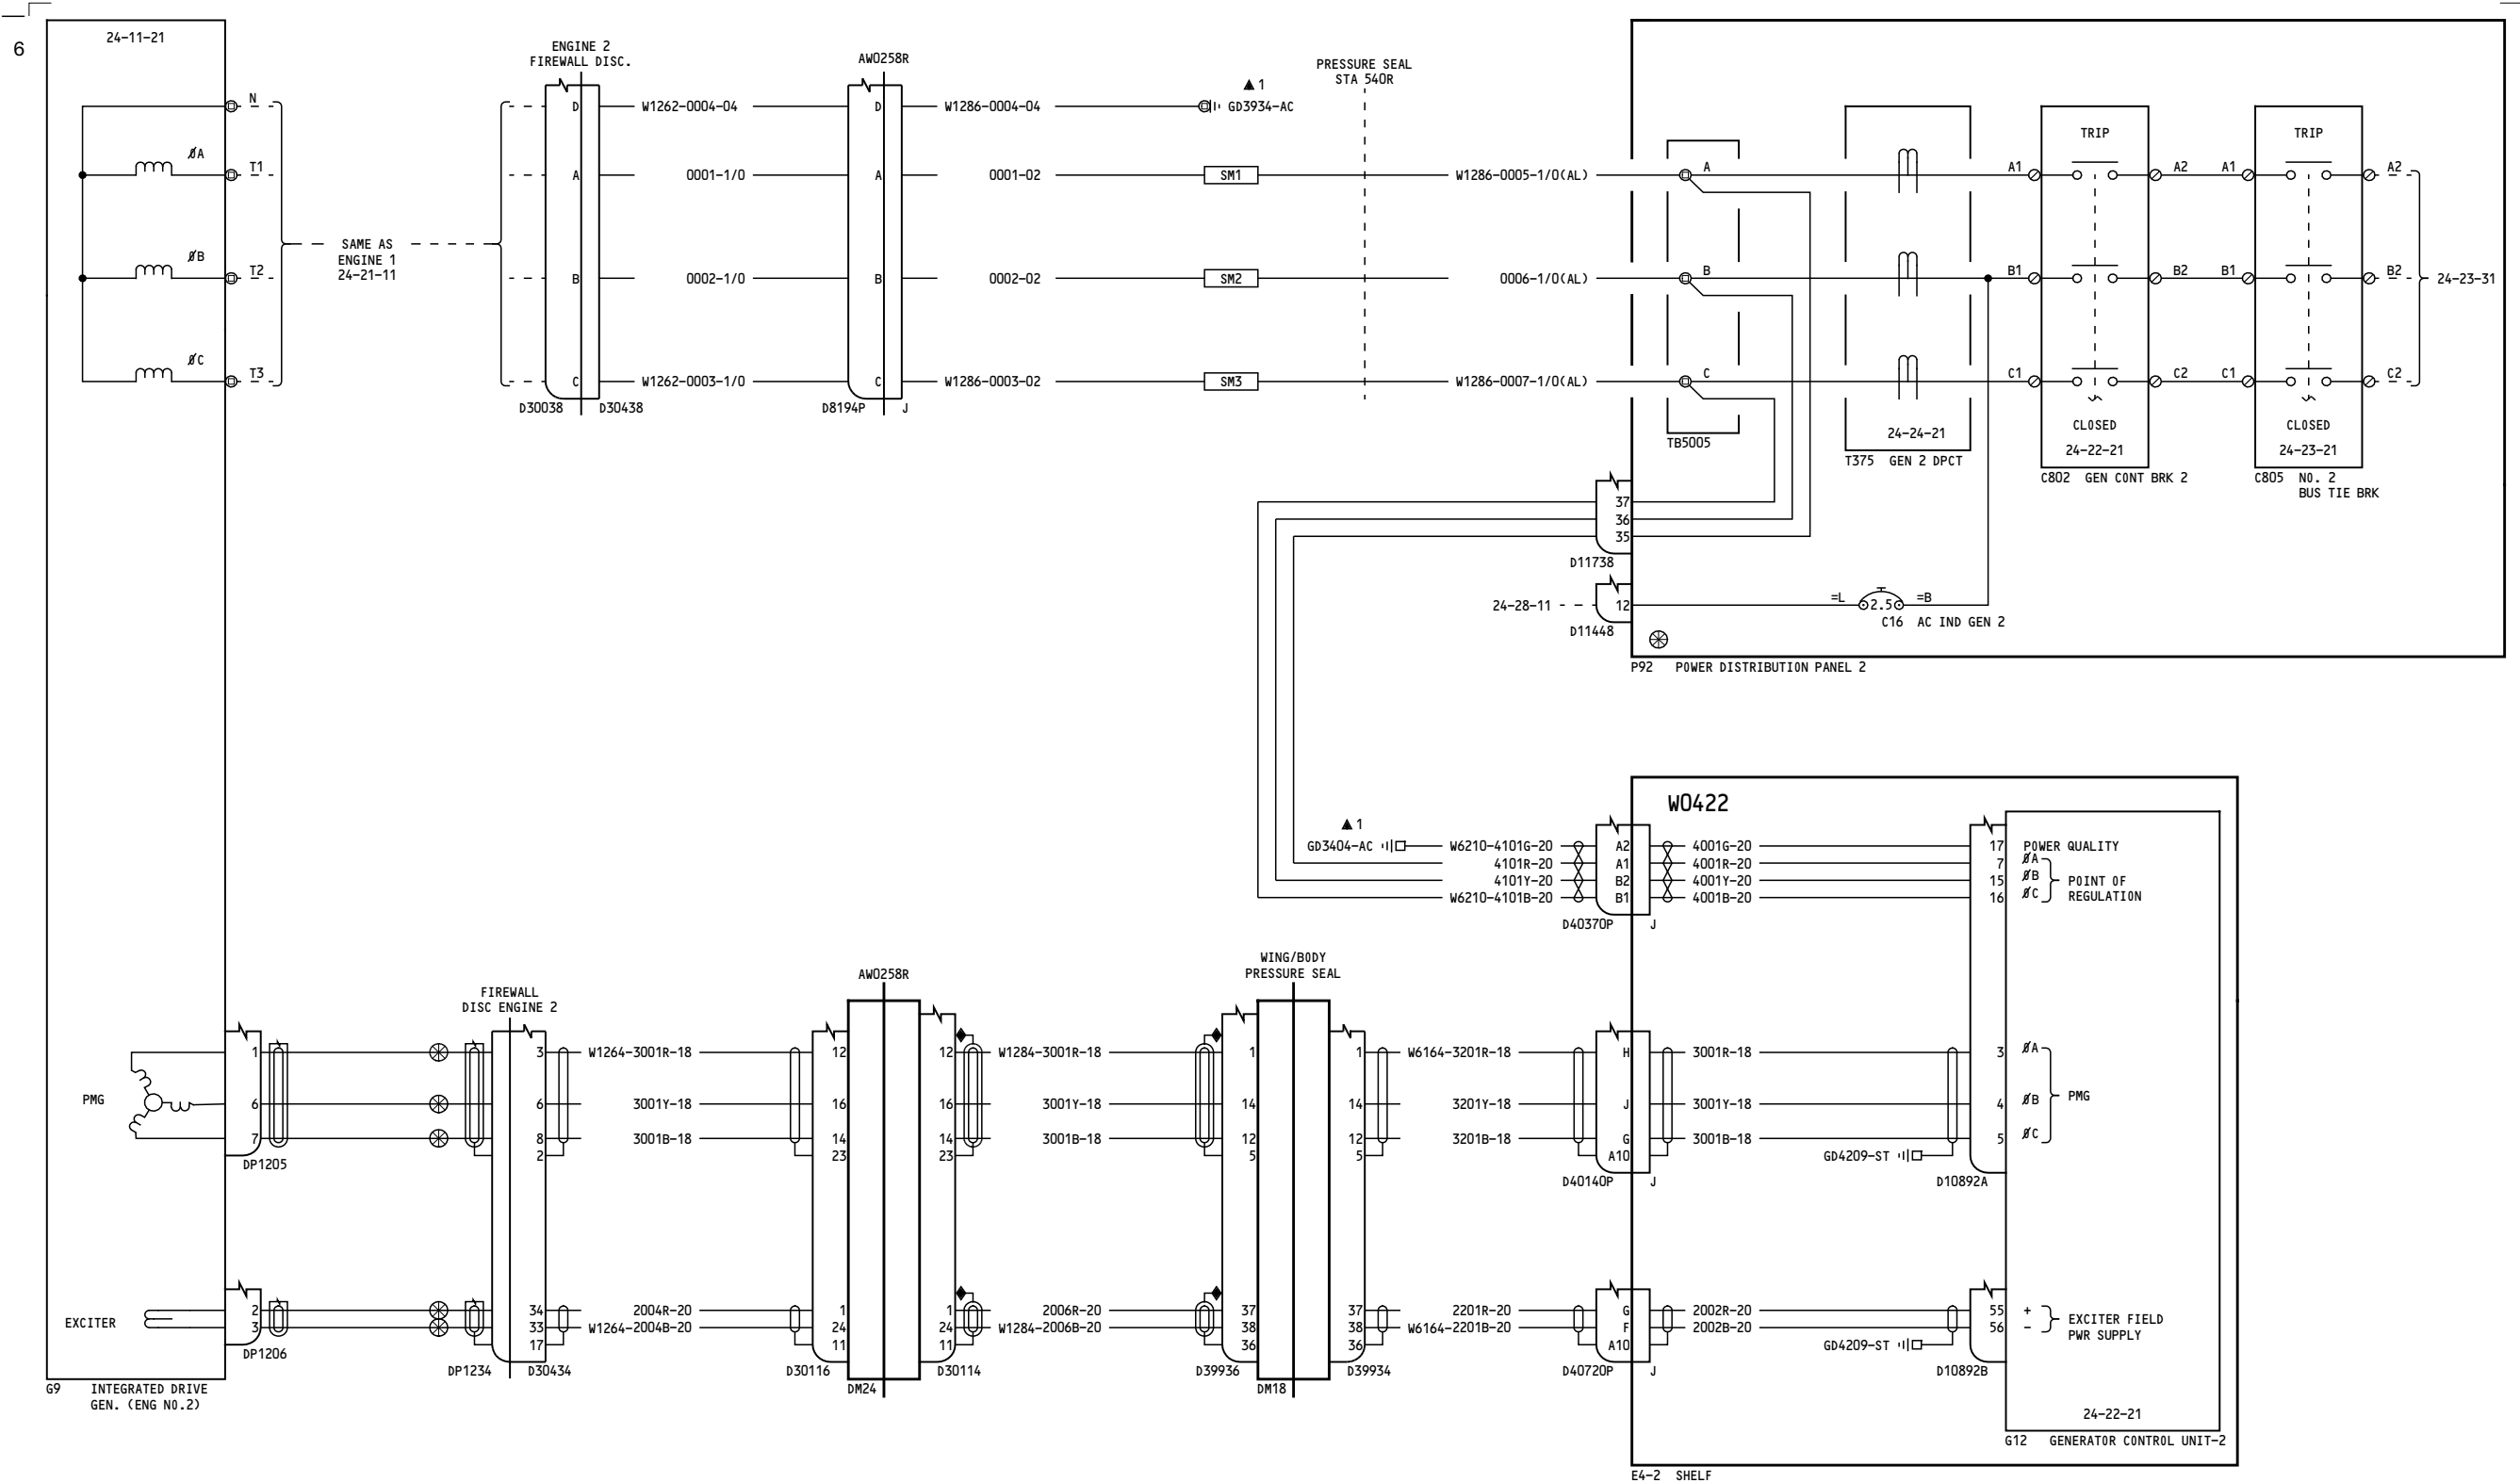 6
24-11-21
N
ØA
T1
ØB
T2
ØC
T3
SAME AS
ENGINE 1
24-21-11
ENGINE 2
FIREWALL DISC.
D
A
B
C
D30038
D30438
W1262-0004-04
0001-1/0
0002-1/0
W1262-0003-1/0
AW0258R
D
A
B
C
D8194P
J
W1286-0004-04
0001-02
0002-02
W1286-0003-02
▲ 1
GD3934-AC
SM1
SM2
SM3
PRESSURE SEAL
STA 540R
W1286-0005-1/0(AL)
0006-1/0(AL)
W1286-0007-1/0(AL)
A
B
C
TB5005
24-24-21
T375 GEN 2 DPCT
A1
B1
C1
TRIP
CLOSED
24-22-21
C802 GEN CONT BRK 2
A2
B2
C2
A1
B1
C1
TRIP
CLOSED
24-23-21
C805 NO. 2
BUS TIE BRK
A2
B2
C2
24-23-31
37
36
35
D11738
24-28-11
12
D11448
=L
2.5
=B
C16 AC IND GEN 2
P92 POWER DISTRIBUTION PANEL 2
W0422
▲ 1
GD3404-AC
W6210-4101G-20
4101R-20
4101Y-20
W6210-4101B-20
A2
A1
B2
B1
D40370P
J
4001G-20
4001R-20
4001Y-20
4001B-20
17
7
15
16
POWER QUALITY
ØA
ØB
ØC
POINT OF
REGULATION
PMG
1
6
7
DP1205
EXCITER
2
3
DP1206
G9 INTEGRATED DRIVE
GEN. (ENG NO.2)
FIREWALL
DISC ENGINE 2
3
6
8
2
34
33
17
DP1234
D30434
W1264-3001R-18
3001Y-18
3001B-18
2004R-20
W1264-2004B-20
AW0258R
12
16
14
23
1
24
11
D30116
DM24
12
16
14
23
1
24
11
D30114
W1284-3001R-18
3001Y-18
3001B-18
2006R-20
W1284-2006B-20
WING/BODY
PRESSURE SEAL
1
14
12
5
37
38
36
D39936
DM18
1
14
12
5
37
38
36
D39934
W6164-3201R-18
3201Y-18
3201B-18
2201R-20
W6164-2201B-20
H
J
G
A10
D40140P
J
G
F
A10
D40720P
J
3001R-18
3001Y-18
3001B-18
GD4209-ST
3
4
5
D10892A
ØA
ØB
ØC
PMG
2002R-20
2002B-20
GD4209-ST
55
56
D10892B
+
-
EXCITER FIELD
PWR SUPPLY
24-22-21
G12 GENERATOR CONTROL UNIT-2
E4-2 SHELF